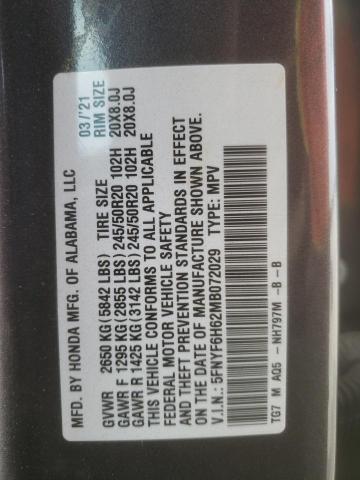 MFD. BY HONDA MFG. OF ALABAMA, LLC 03/'21
GVWR 2650 KG(5842 LBS) TIRE SIZE RIM SIZE
GAWR F 1295 KG(2855 LBS) 245/50R20 102H 20X8.0J
GAWR R 1425 KG(3142 LBS) 245/50R20 102H 20X8.0J
THIS VEHICLE CONFORMS TO ALL APPLICABLE
FEDERAL MOTOR VEHICLE SAFETY
AND THEFT PREVENTION STANDARDS IN EFFECT
ON THE DATE OF MANUFACTURE SHOWN ABOVE.
V.I.N.: 5FNYF6H62MB072029 TYPE: MPV
TG7 M AQ5 - NH797M -B -B